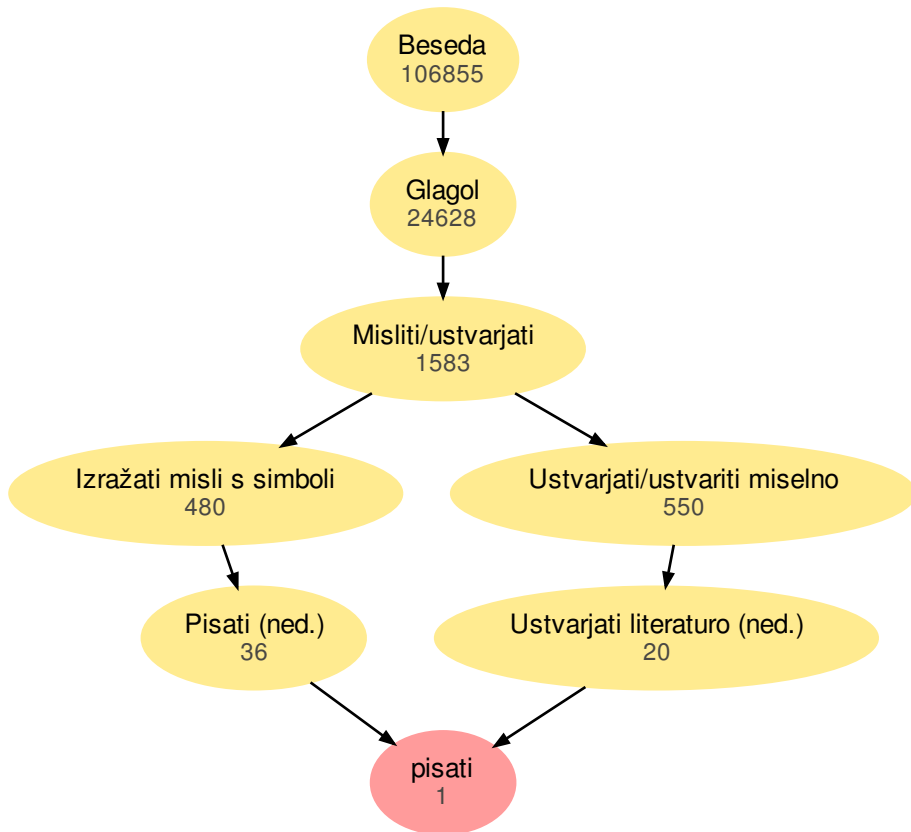 Beseda
106855
Glagol
24628
Misliti/ustvarjati
1583
Izražati misli s simboli
480
Ustvarjati/ustvariti miselno
550
Pisati (ned.)
36
Ustvarjati literaturo (ned.)
20
pisati
1